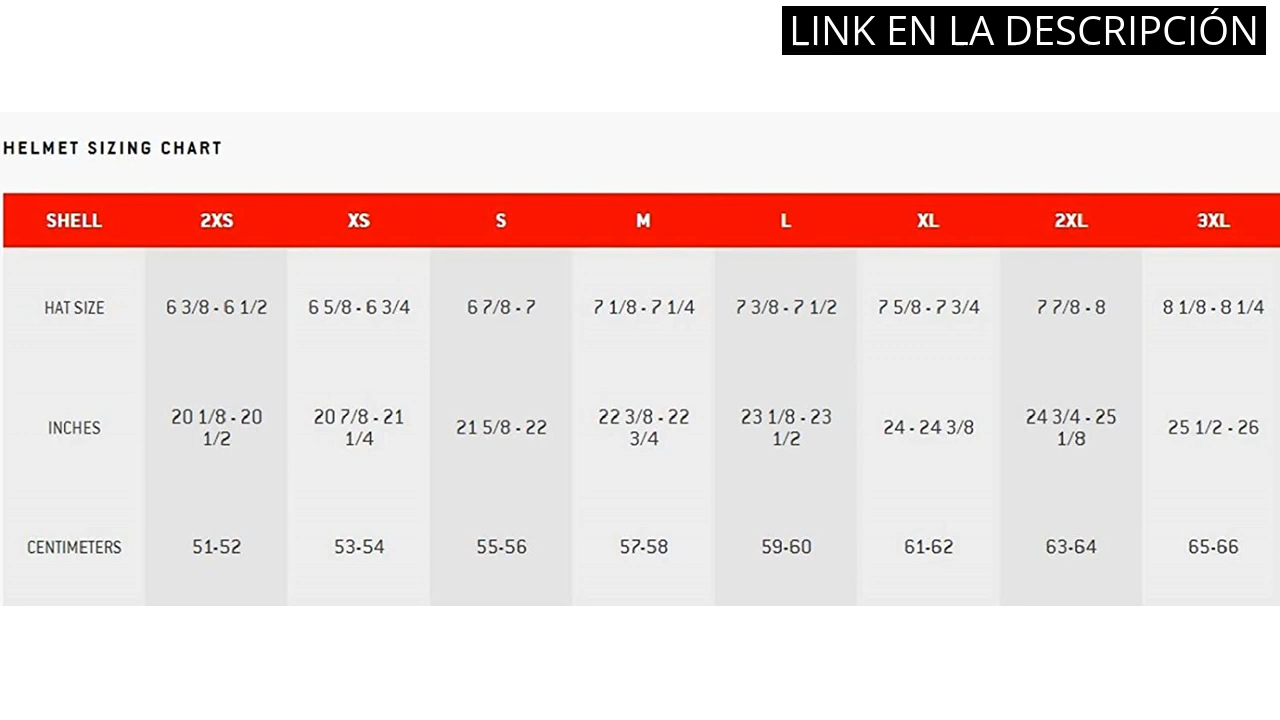 LINK EN LA DESCRIPCIÓN
HELMET SIZING CHART
SHELL 2XS XS S M L XL 2XL 3XL
HAT SIZE 6 3/8 - 6 1/2 6 5/8 - 6 3/4 6 7/8 - 7 7 1/8 - 7 1/4 7 3/8 - 7 1/2 7 5/8 - 7 3/4 7 7/8 - 8 8 1/8 - 8 1/4
INCHES 20 1/8 - 20 1/2 20 7/8 - 21 1/4 21 5/8 - 22 22 3/8 - 22 3/4 23 1/8 - 23 1/2 24 - 24 3/8 24 3/4 - 25 1/8 25 1/2 - 26
CENTIMETERS 51-52 53-54 55-56 57-58 59-60 61-62 63-64 65-66